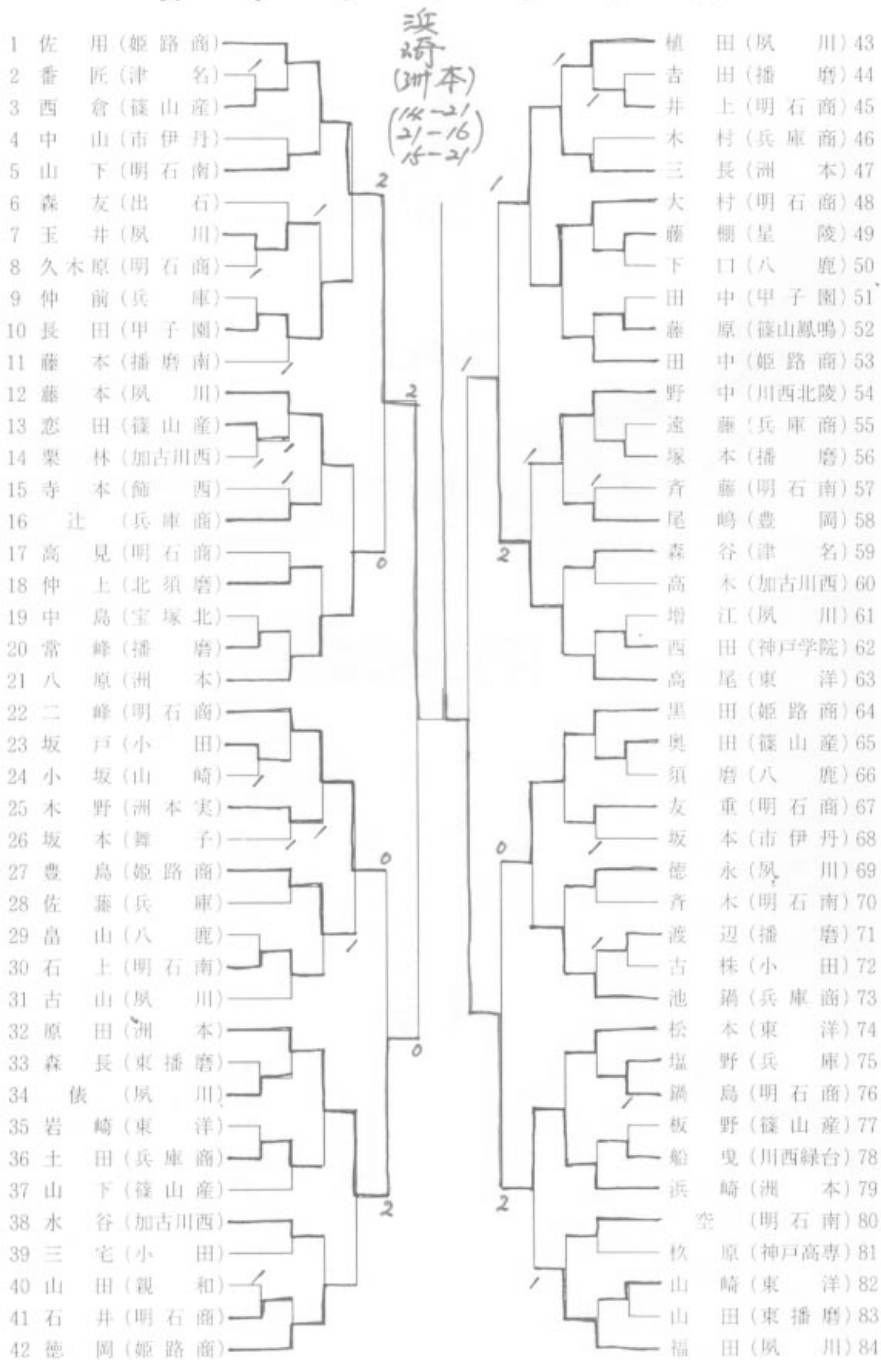 浜崎
(洲本)
14-21
21-16
15-21
1 佐用(姫路商)
2 番匠(津名)
3 西倉(篠山産)
4 中山(市伊丹)
5 山下(明石南)
6 森友(出石)
7 玉井(夙川)
8 久木原(明石商)
9 仲前(兵庫)
10 長田(甲子園)
11 藤本(播磨南)
12 藤本(夙川)
13 恋田(篠山産)
14 栗林(加古川西)
15 寺本(飾西)
16 辻(兵庫商)
17 高見(明石商)
18 仲上(北須磨)
19 中島(宝塚北)
20 常峰(播磨)
21 八原(洲本)
22 二峰(明石商)
23 坂戸(小田)
24 小坂(山崎)
25 木野(洲本実)
26 坂本(舞子)
27 豊島(姫路商)
28 佐藤(兵庫)
29 畠山(八鹿)
30 石上(明石南)
31 古山(夙川)
32 原田(洲本)
33 森長(東播磨)
34 俵(夙川)
35 岩崎(東洋)
36 土田(兵庫商)
37 山下(篠山産)
38 水谷(加古川西)
39 三宅(小田)
40 山田(親和)
41 石井(明石商)
42 徳岡(姫路商)
植田(夙川)43
吉田(播磨)44
井上(明石商)45
木村(兵庫商)46
三長(洲本)47
大村(明石商)48
藤棚(星陵)49
下口(八鹿)50
田中(甲子園)51
藤原(篠山鳳鳴)52
田中(姫路商)53
野中(川西北陵)54
遠藤(兵庫商)55
塚本(播磨)56
斉藤(明石南)57
尾嶋(豊岡)58
森谷(津名)59
高木(加古川西)60
増江(夙川)61
西田(神戸学院)62
高尾(東洋)63
黒田(姫路商)64
奥田(篠山産)65
須磨(八鹿)66
友重(明石商)67
坂本(市伊丹)68
徳永(夙川)69
斉木(明石南)70
渡辺(播磨)71
古株(小田)72
池鍋(兵庫商)73
松本(東洋)74
塩野(兵庫)75
鍋島(明石商)76
板野(篠山産)77
船曳(川西緑台)78
浜崎(洲本)79
空(明石南)80
杦原(神戸高専)81
山崎(東洋)82
山田(東播磨)83
福田(夙川)84
2
0
2
0
2
0
1
2
1
0
2